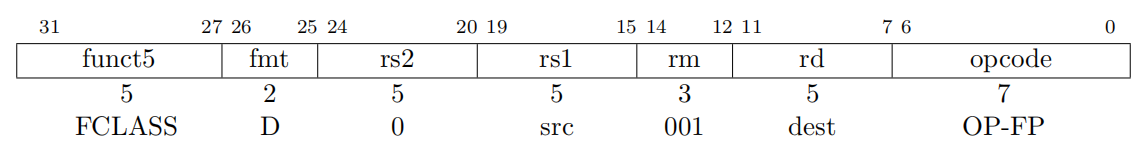 31 27 26 25 24 20 19 15 14 12 11 7 6 0
funct5 fmt rs2 rs1 rm rd opcode
5 2 5 5 3 5 7
FCLASS D 0 src 001 dest OP-FP